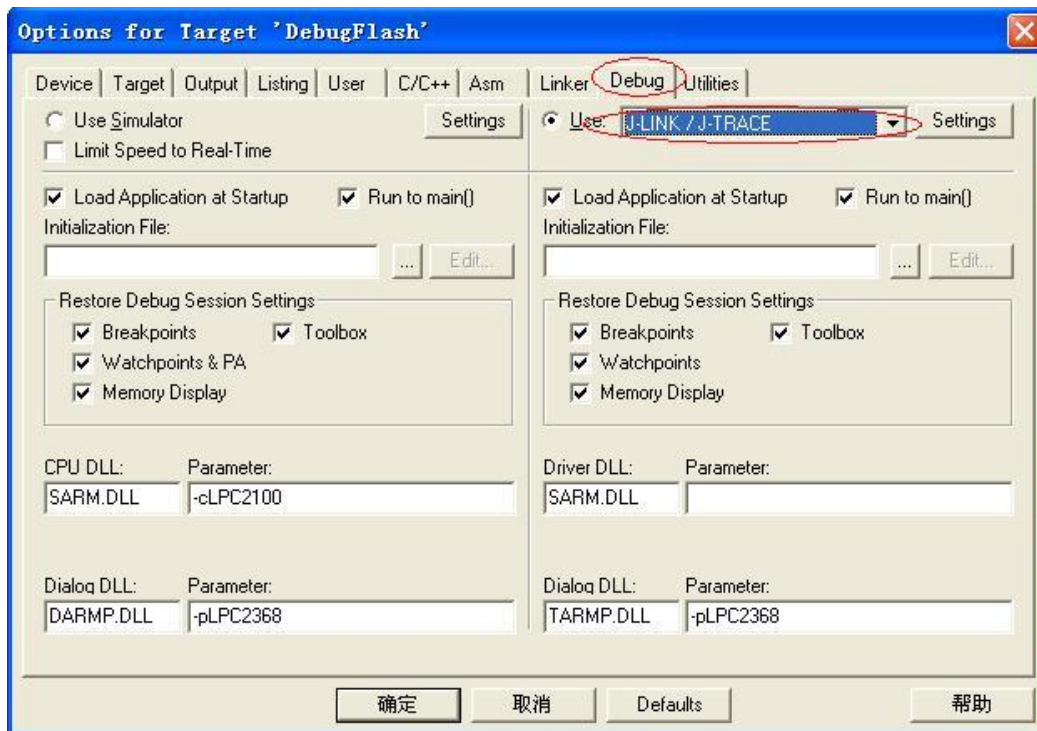 Options for Target 'DebugFlash'
Device Target Output Listing User C/C++ Asm Linker Debug Utilities
Use Simulator Settings Use: J-LINK / J-TRACE Settings
Limit Speed to Real-Time
Load Application at Startup Run to main() Load Application at Startup Run to main()
Initialization File: Initialization File:
... Edit... ... Edit...
Restore Debug Session Settings Restore Debug Session Settings
Breakpoints Toolbox Breakpoints Toolbox
Watchpoints & PA Watchpoints
Memory Display Memory Display
CPU DLL: Parameter: Driver DLL: Parameter:
SARM.DLL -cLPC2100 SARM.DLL
Dialog DLL: Parameter: Dialog DLL: Parameter:
DARMP.DLL -pLPC2368 TARMP.DLL -pLPC2368
确定 取消 Defaults 帮助